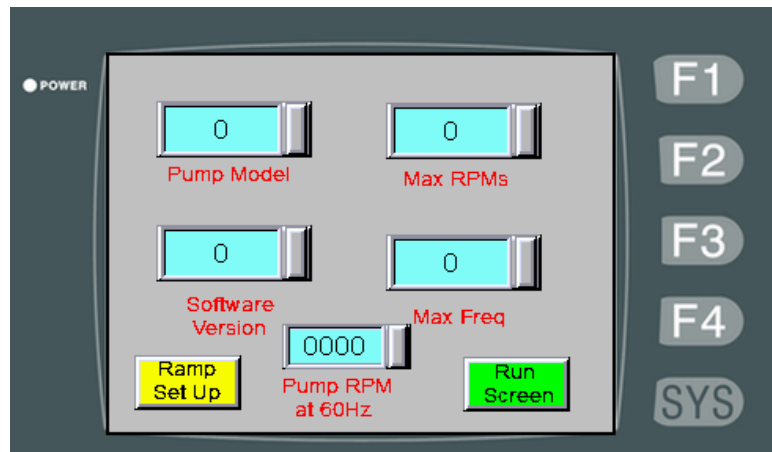 POWER
0
Pump Model
0
Max RPMs
0
Software
Version
0
Max Freq
0000
Pump RPM
at 60Hz
Ramp
Set Up
Run
Screen
F1
F2
F3
F4
SYS